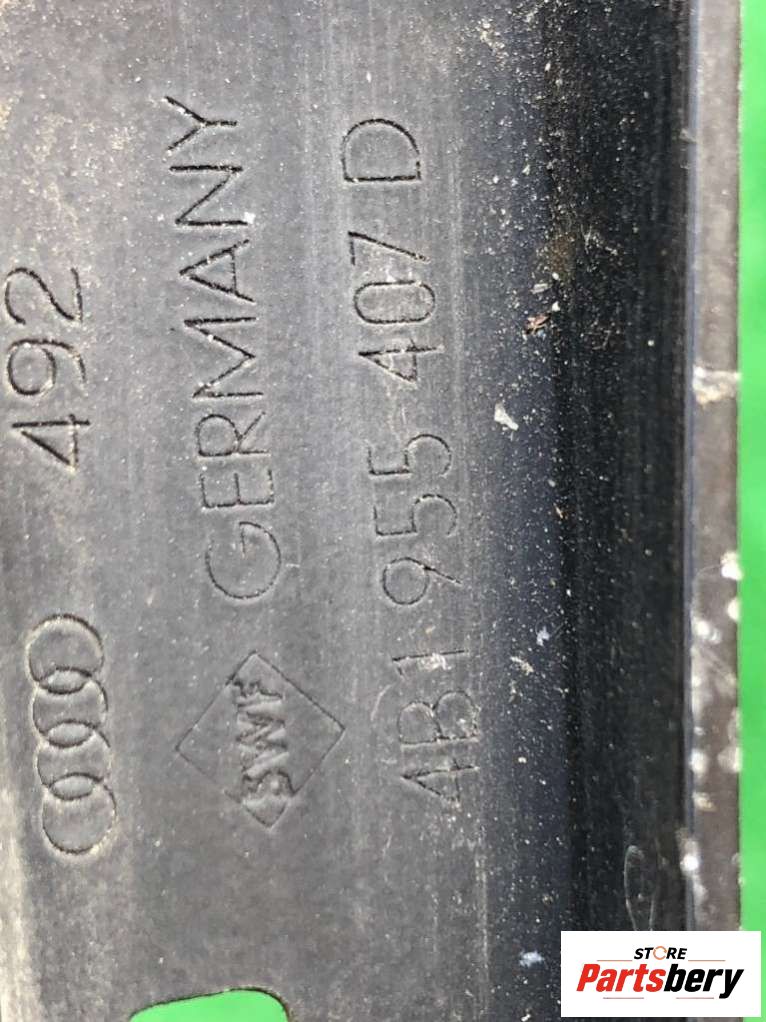 492
GERMANY
SWF
4B1 955 407 D
STORE
Partsbery